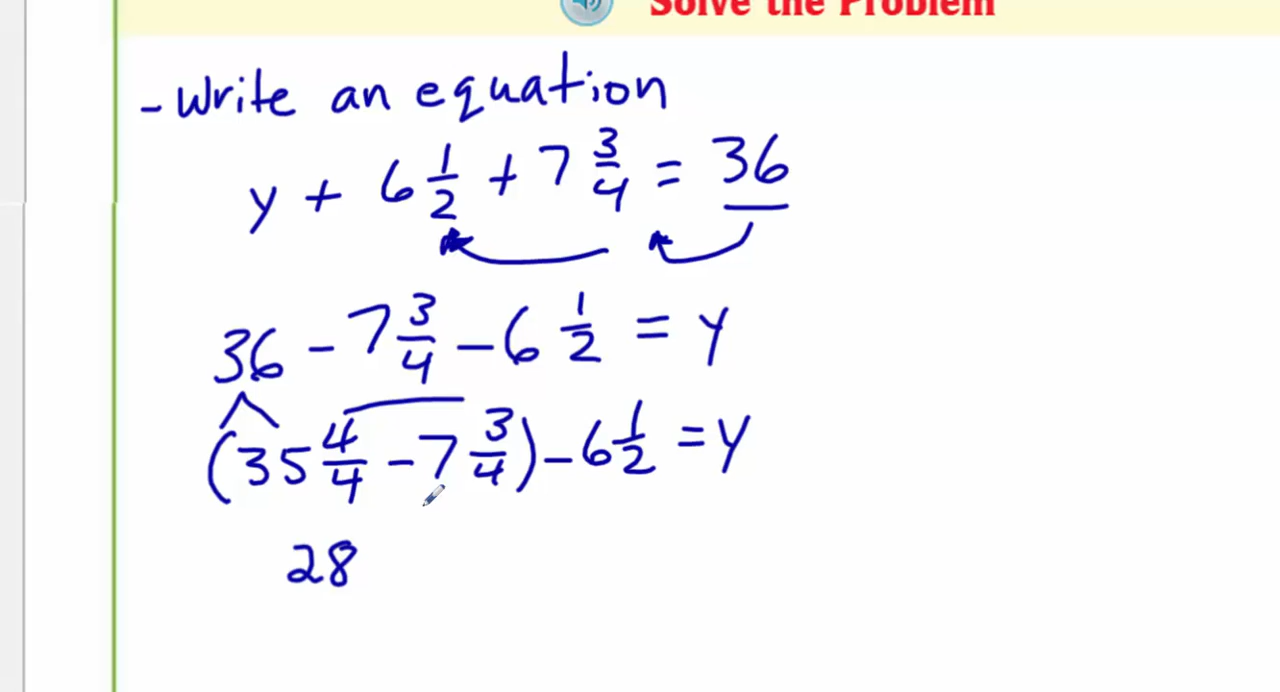 Solve the Problem
- Write an equation
y + 6 1/2 + 7 3/4 = 36
36 - 7 3/4 - 6 1/2 = y
(35 4/4 - 7 3/4) - 6 1/2 = y
28